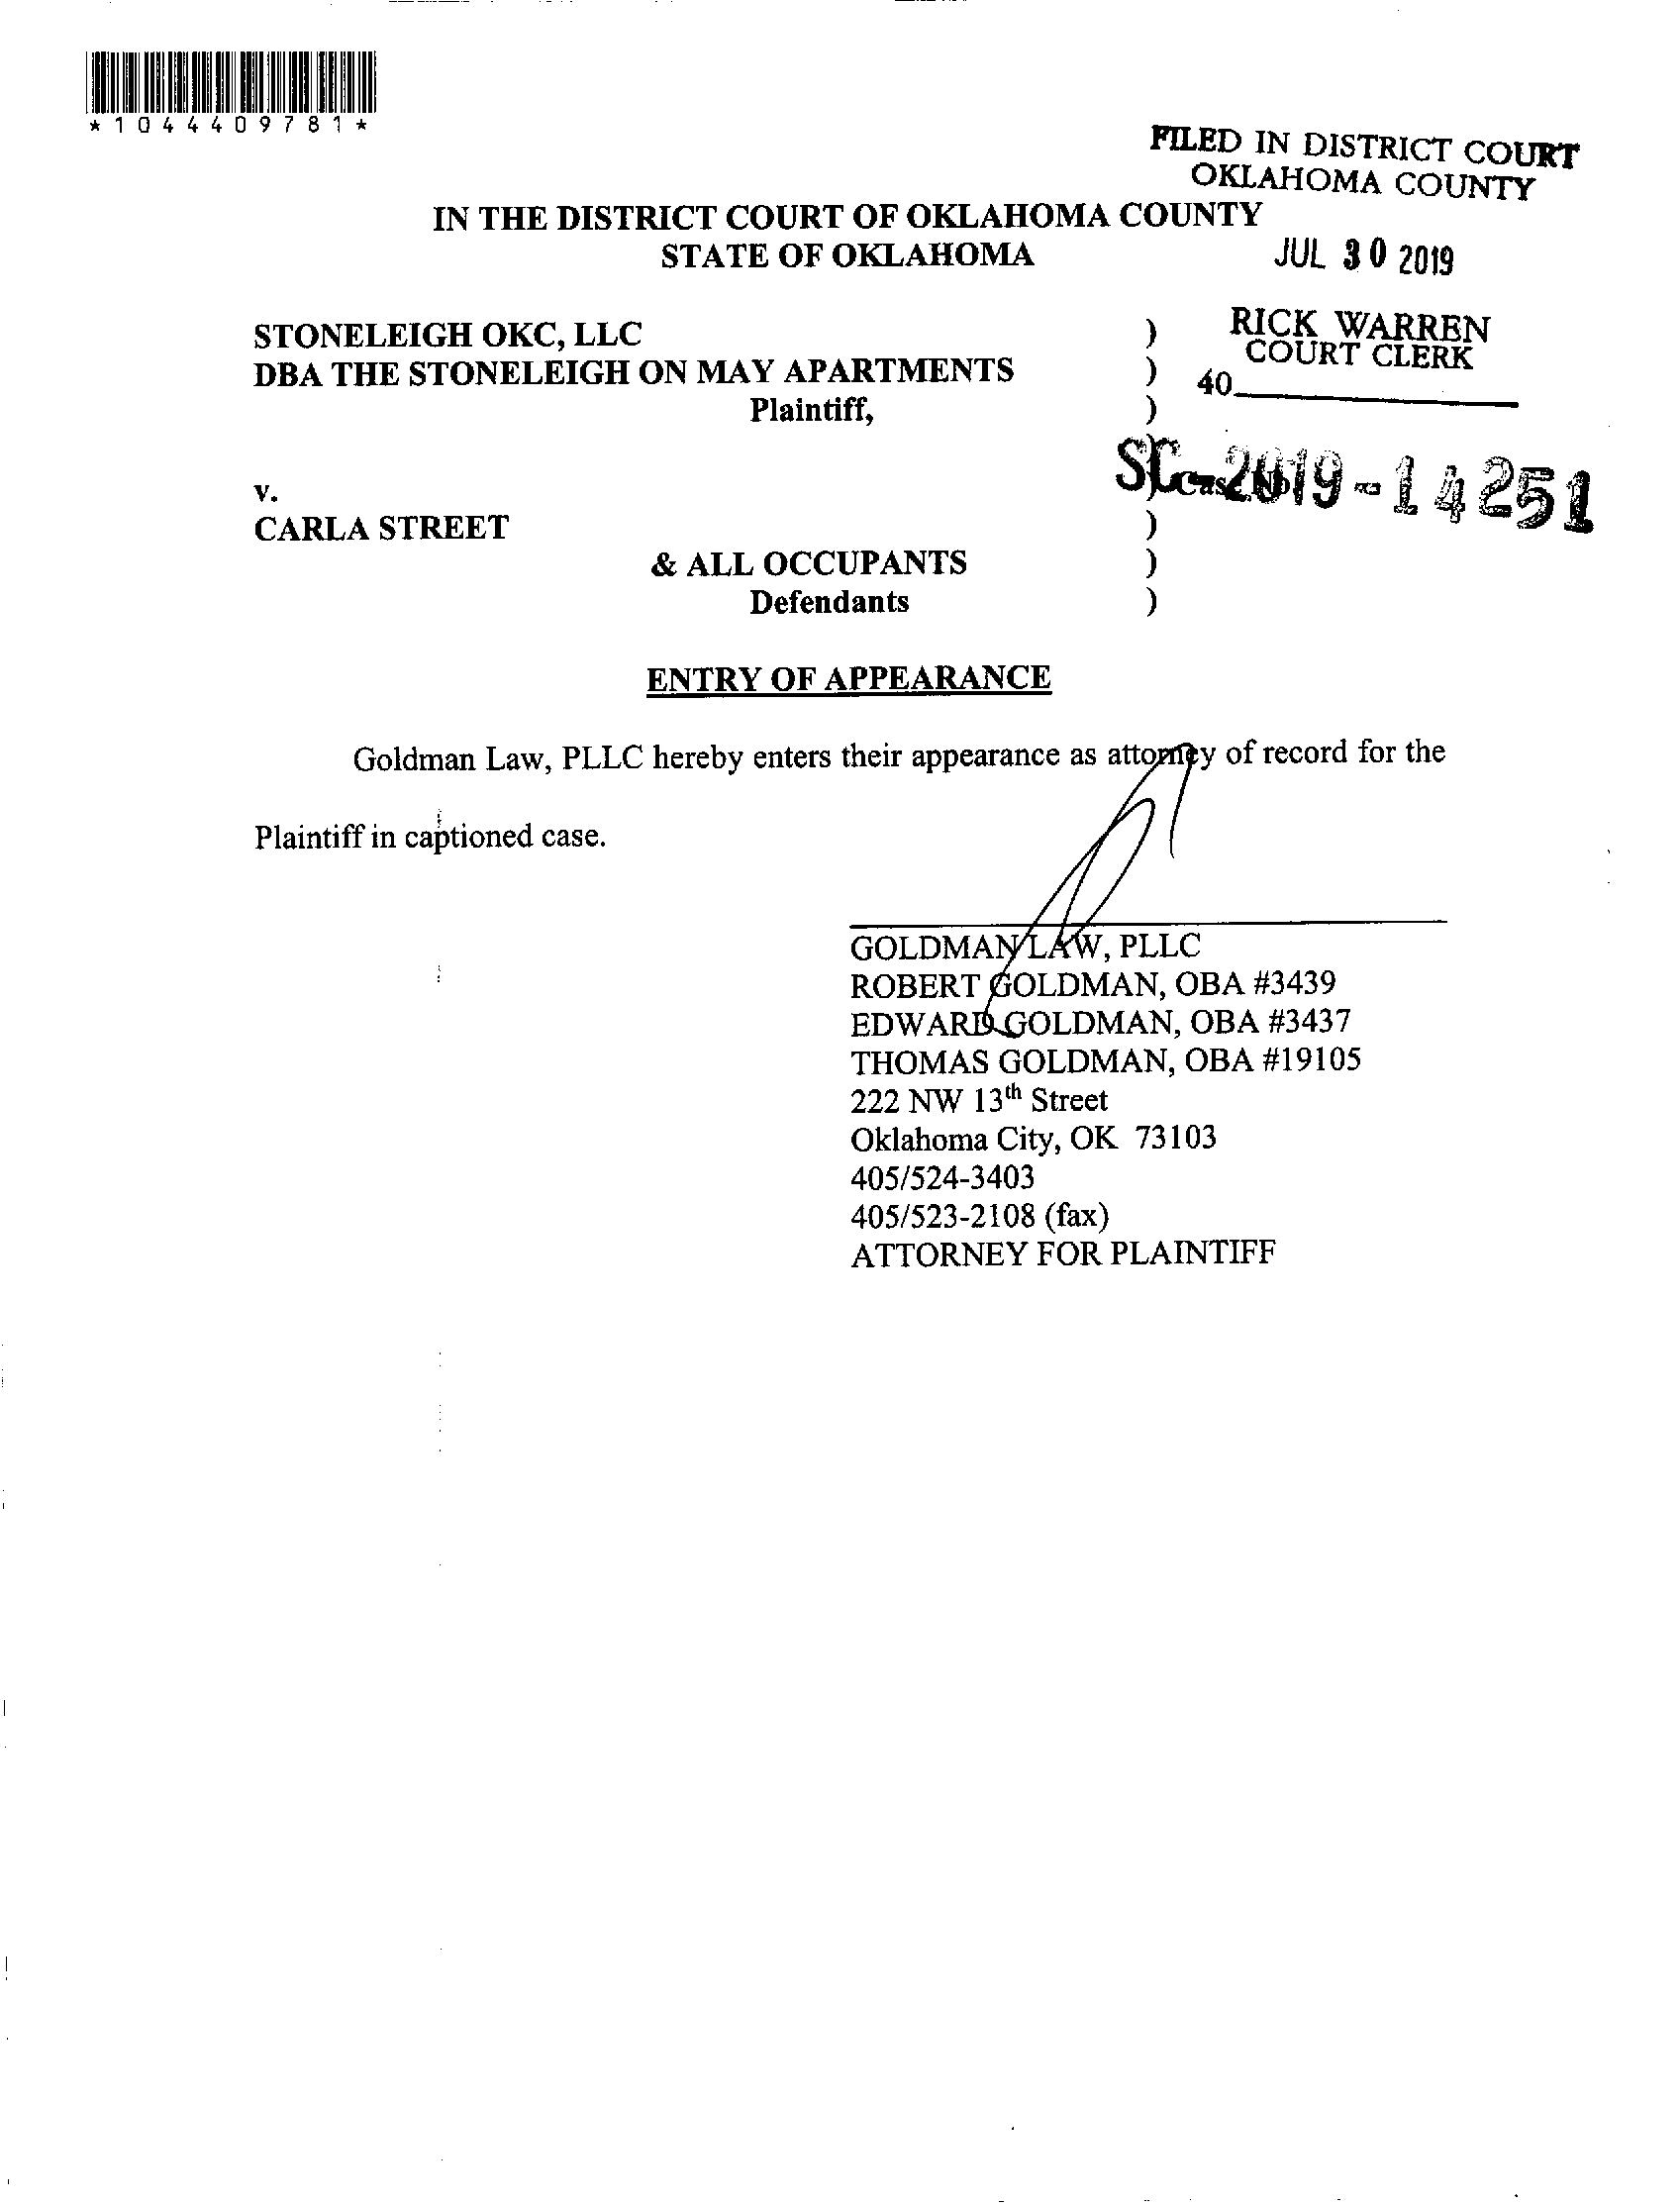 *1044409781*
FILED IN DISTRICT COURT
OKLAHOMA COUNTY
IN THE DISTRICT COURT OF OKLAHOMA COUNTY
STATE OF OKLAHOMA
JUL 30 2019
STONELEIGH OKC, LLC )
DBA THE STONELEIGH ON MAY APARTMENTS )
Plaintiff, )
RICK WARREN
COURT CLERK
40
)
v. ) Case No.
SC-2019-14251
CARLA STREET )
& ALL OCCUPANTS )
Defendants )
ENTRY OF APPEARANCE
Goldman Law, PLLC hereby enters their appearance as attorney of record for the
Plaintiff in captioned case.
GOLDMAN LAW, PLLC
ROBERT GOLDMAN, OBA #3439
EDWARD GOLDMAN, OBA #3437
THOMAS GOLDMAN, OBA #19105
222 NW 13th Street
Oklahoma City, OK 73103
405/524-3403
405/523-2108 (fax)
ATTORNEY FOR PLAINTIFF